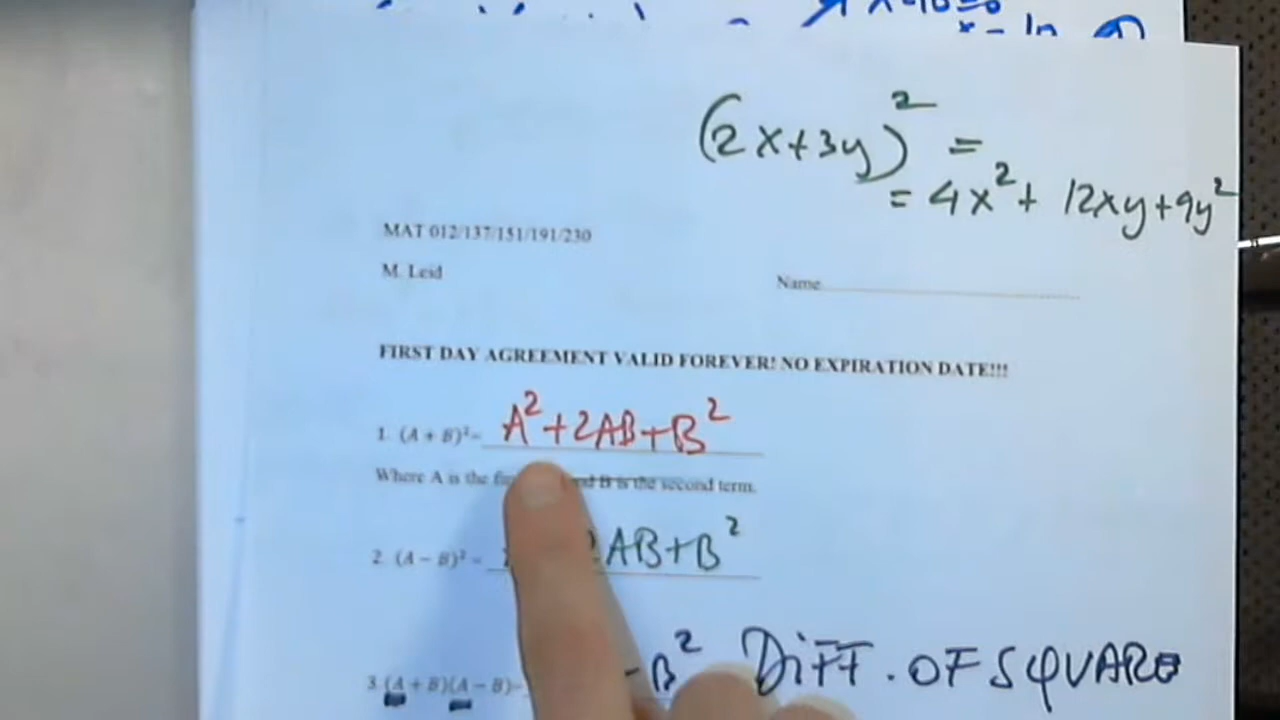 (2x+3y)² =
= 4x² + 12xy+9y²
MAT 012/137/151/191/230
M. Leid
Name
FIRST DAY AGREEMENT VALID FOREVER! NO EXPIRATION DATE!!!
1. (A + B)²= A²+2AB+B²
Where A is the and B is the second term.
2. (A – B)² = AB+B²
3. (A + B)(A – B)= -B² DIFF. OF SQUARE